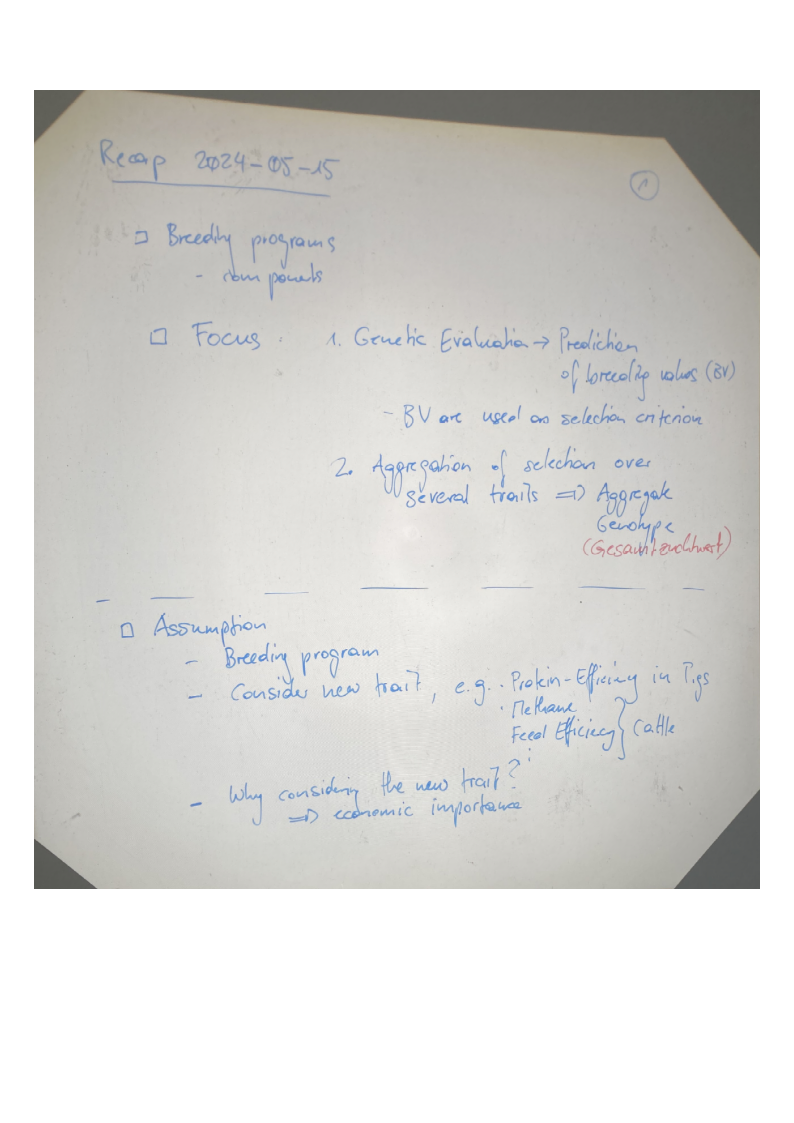 Recap 2024-05-15
1
Breeding programs
- components
Focus : 1. Genetic Evaluation → Prediction
of breeding values (BV)
- BV are used as selection criterion
2. Aggregation of selection over
several traits ⇒ Aggregate
Genotype
(Gesamtzuchtwert)
Assumption
- Breeding program
- Consider new trait, e.g. · Protein-Efficiency in Pigs
· Methane
Feed Efficiency } Cattle
- Why considering the new trait?
⇒ economic importance